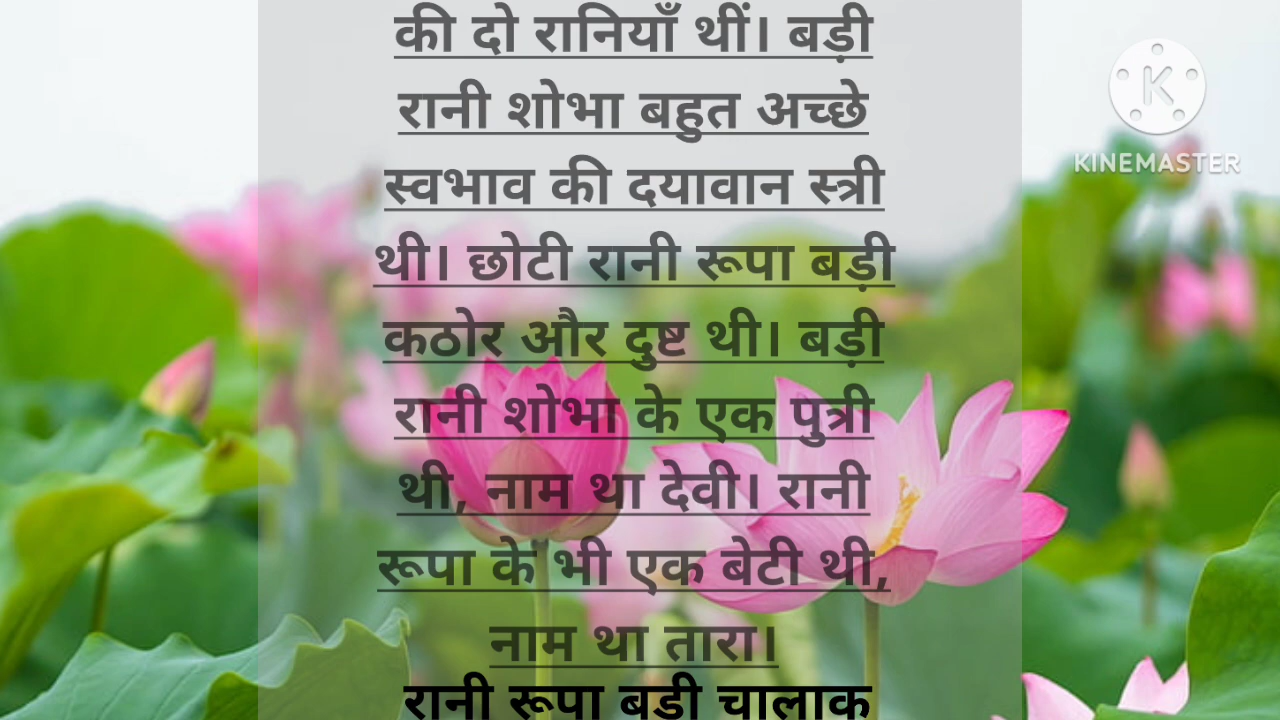 की दो रानियाँ थीं। बड़ी
रानी शोभा बहुत अच्छे
स्वभाव की दयावान स्त्री
थी। छोटी रानी रूपा बड़ी
कठोर और दुष्ट थी। बड़ी
रानी शोभा के एक पुत्री
थी, नाम था देवी। रानी
रूपा के भी एक बेटी थी,
नाम था तारा।
रानी रूपा बडी चालाक
K
KINEMASTER